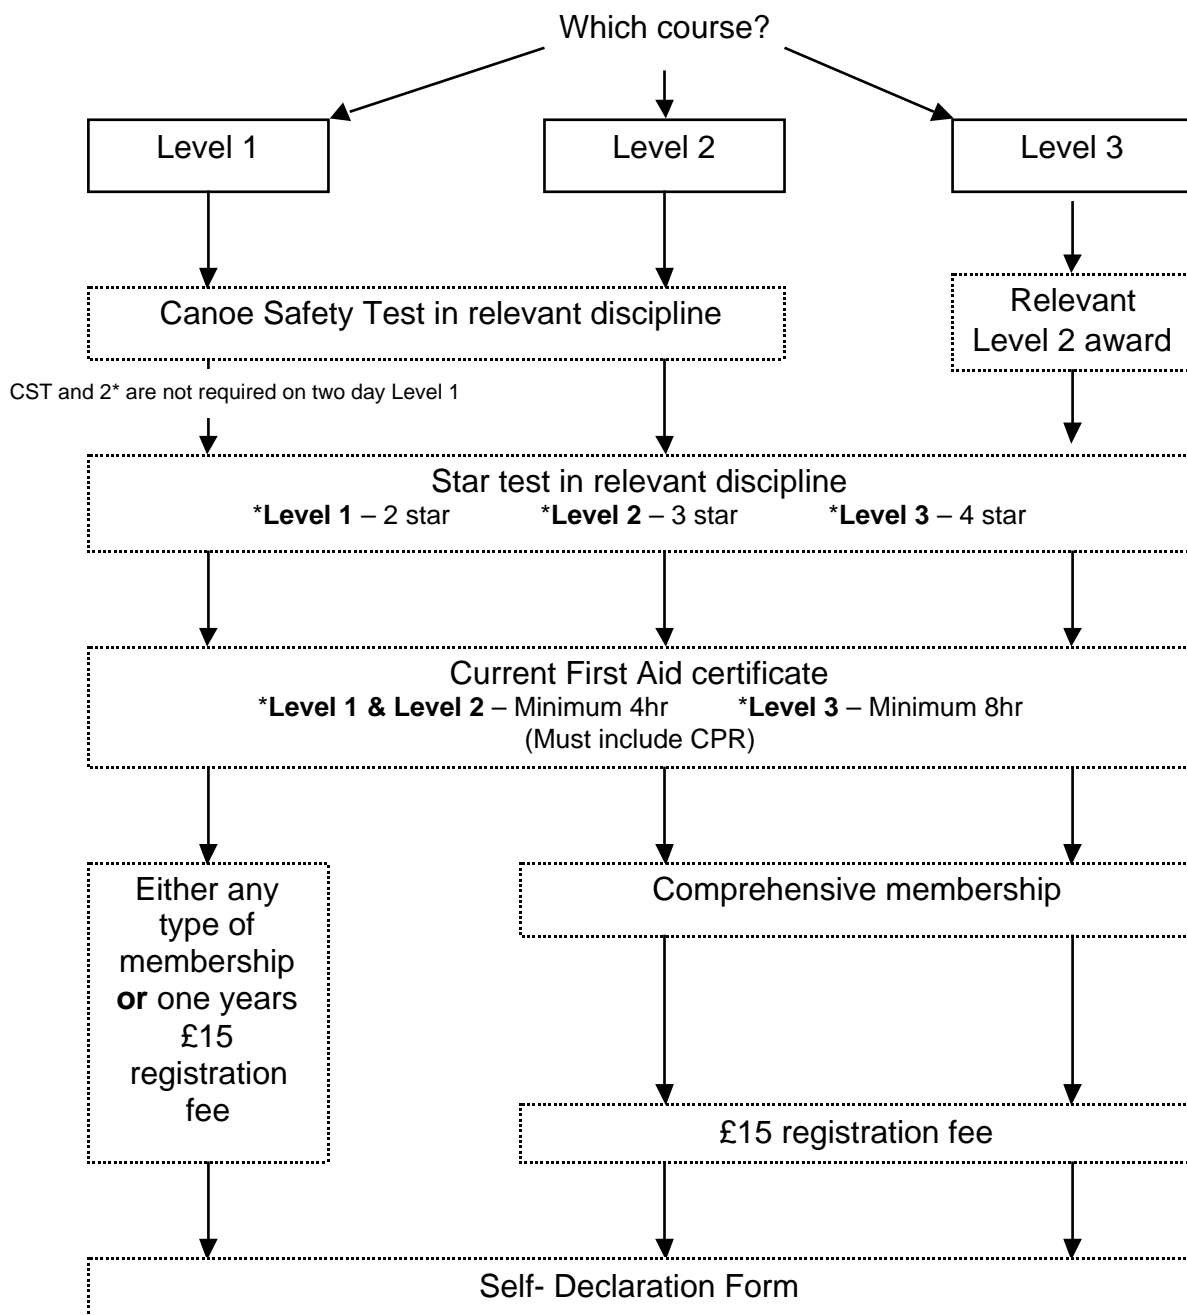 Which course?
Level 1
Level 2
Level 3
Canoe Safety Test in relevant discipline
Relevant
Level 2 award
CST and 2* are not required on two day Level 1
Star test in relevant discipline
*Level 1 – 2 star *Level 2 – 3 star *Level 3 – 4 star
Current First Aid certificate
*Level 1 & Level 2 – Minimum 4hr *Level 3 – Minimum 8hr
(Must include CPR)
Either any
type of
membership
or one years
£15
registration
fee
Comprehensive membership
£15 registration fee
Self- Declaration Form